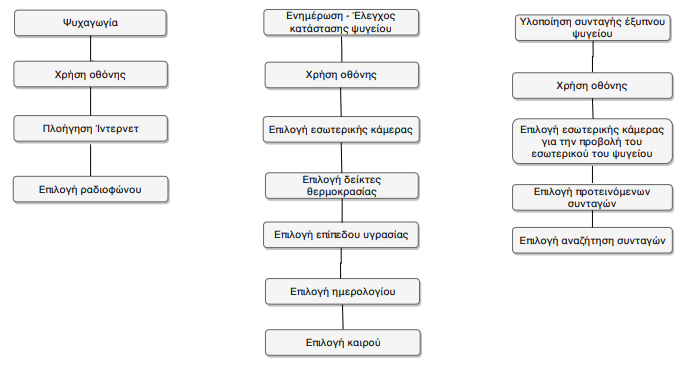 Ψυχαγωγία
Χρήση οθόνης
Πλοήγηση Ίντερνετ
Επιλογή ραδιοφώνου
Ενημέρωση - Έλεγχος
κατάστασης ψυγείου
Χρήση οθόνης
Επιλογή εσωτερικής κάμερας
Επιλογή δείκτες
θερμοκρασίας
Επιλογή επίπεδου υγρασίας
Επιλογή ημερολογίου
Επιλογή καιρού
Υλοποίηση συνταγής έξυπνου
ψυγείου
Χρήση οθόνης
Επιλογή εσωτερικής κάμερας
για την προβολή του
εσωτερικού του ψυγείου
Επιλογή προτεινόμενων
συνταγών
Επιλογή αναζήτηση συνταγών